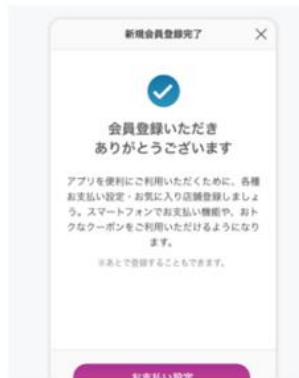 新規会員登録完了
会員登録いただき
ありがとうございます
アプリを便利にご利用いただくために、各種
お支払い設定・お気に入り店舗登録しましょ
う。スマートフォンでお支払い機能や、おト
クなクーポンをご利用いただけるようになり
ます。
※あとで登録することもできます。
お支払い設定